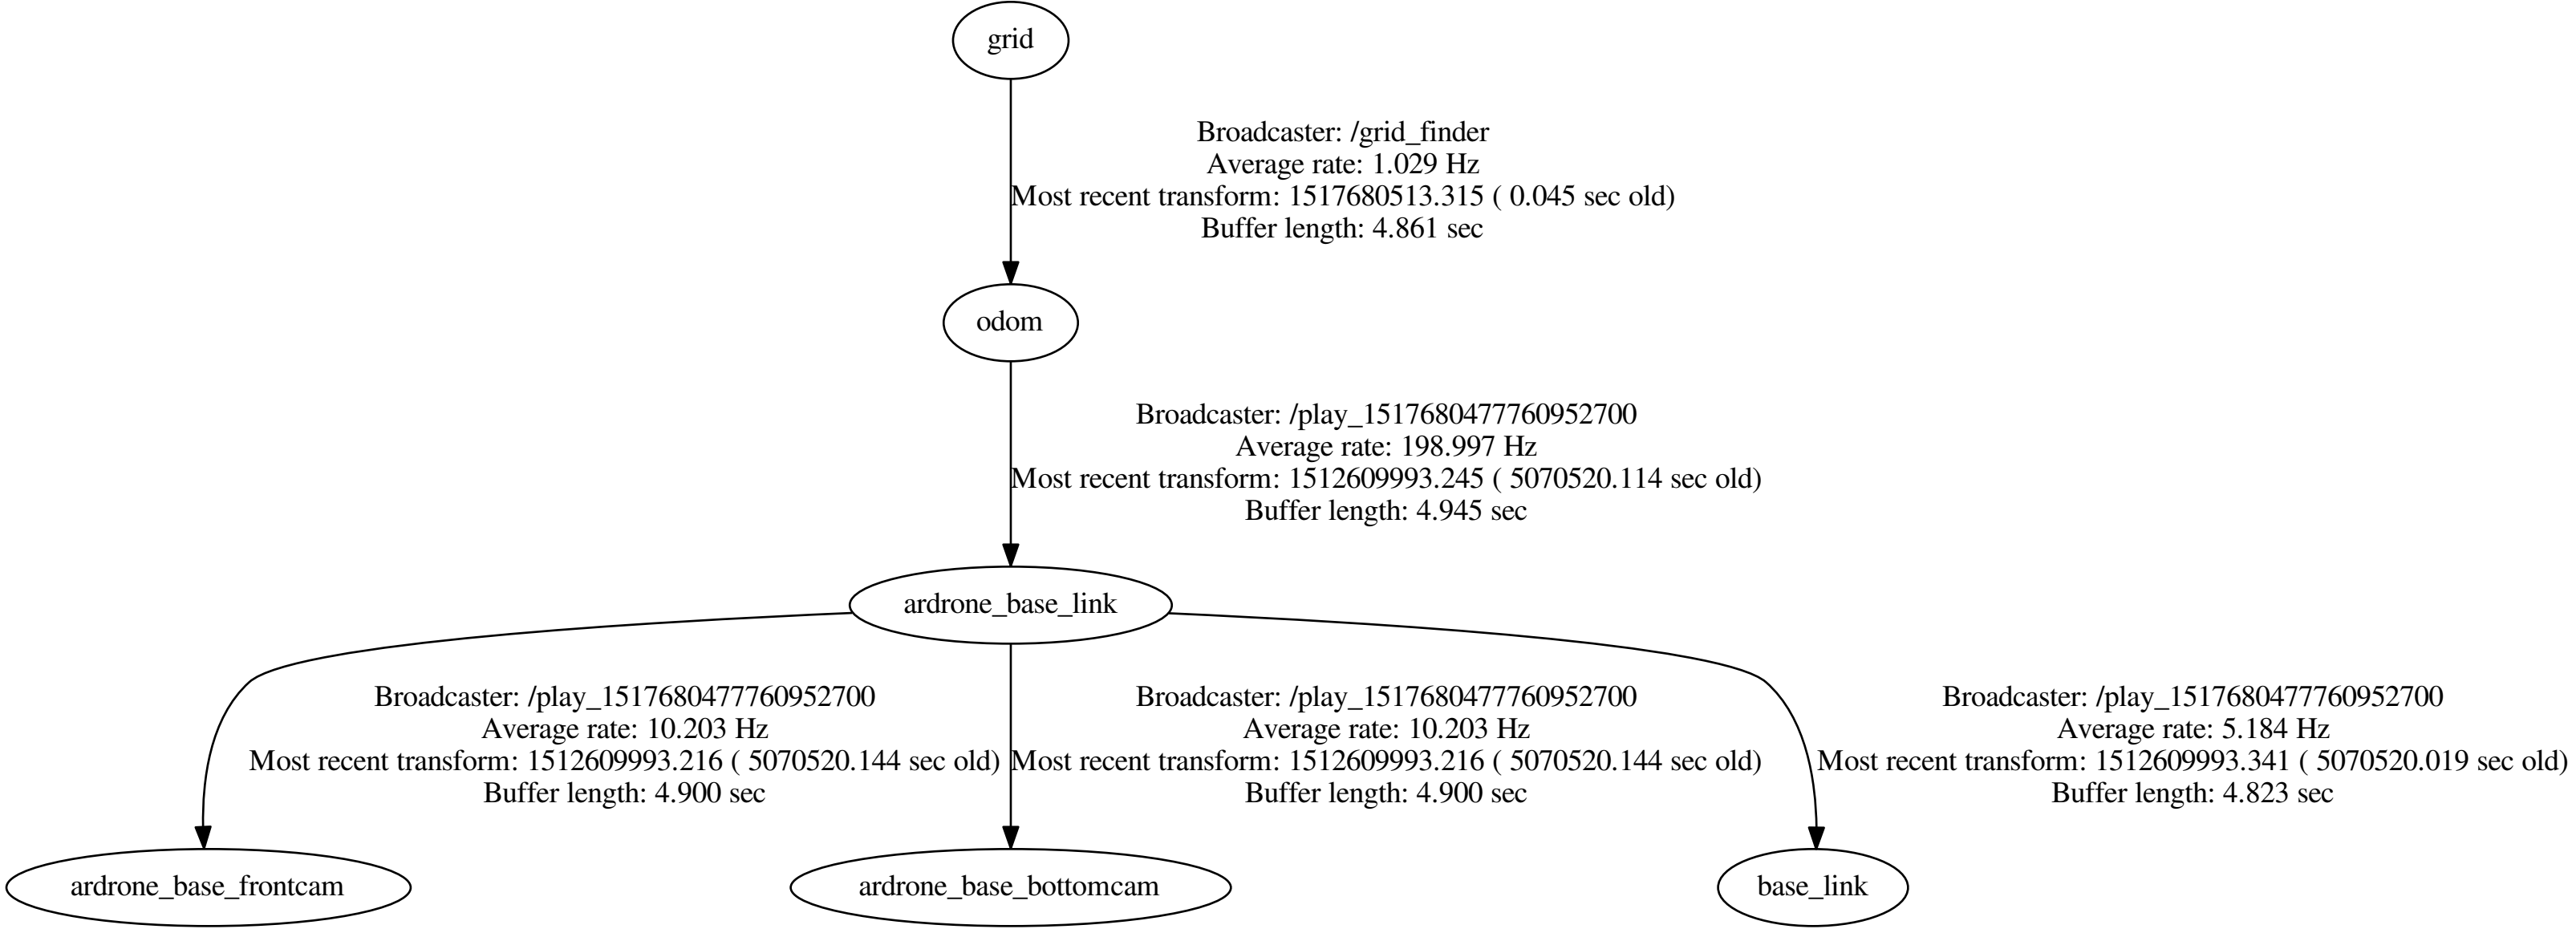 grid
Broadcaster: /grid_finder
Average rate: 1.029 Hz
Most recent transform: 1517680513.315 ( 0.045 sec old)
Buffer length: 4.861 sec
odom
Broadcaster: /play_1517680477760952700
Average rate: 198.997 Hz
Most recent transform: 1512609993.245 ( 5070520.114 sec old)
Buffer length: 4.945 sec
ardrone_base_link
Broadcaster: /play_1517680477760952700
Average rate: 10.203 Hz
Most recent transform: 1512609993.216 ( 5070520.144 sec old)
Buffer length: 4.900 sec
Broadcaster: /play_1517680477760952700
Average rate: 10.203 Hz
Most recent transform: 1512609993.216 ( 5070520.144 sec old)
Buffer length: 4.900 sec
Broadcaster: /play_1517680477760952700
Average rate: 5.184 Hz
Most recent transform: 1512609993.341 ( 5070520.019 sec old)
Buffer length: 4.823 sec
ardrone_base_frontcam
ardrone_base_bottomcam
base_link